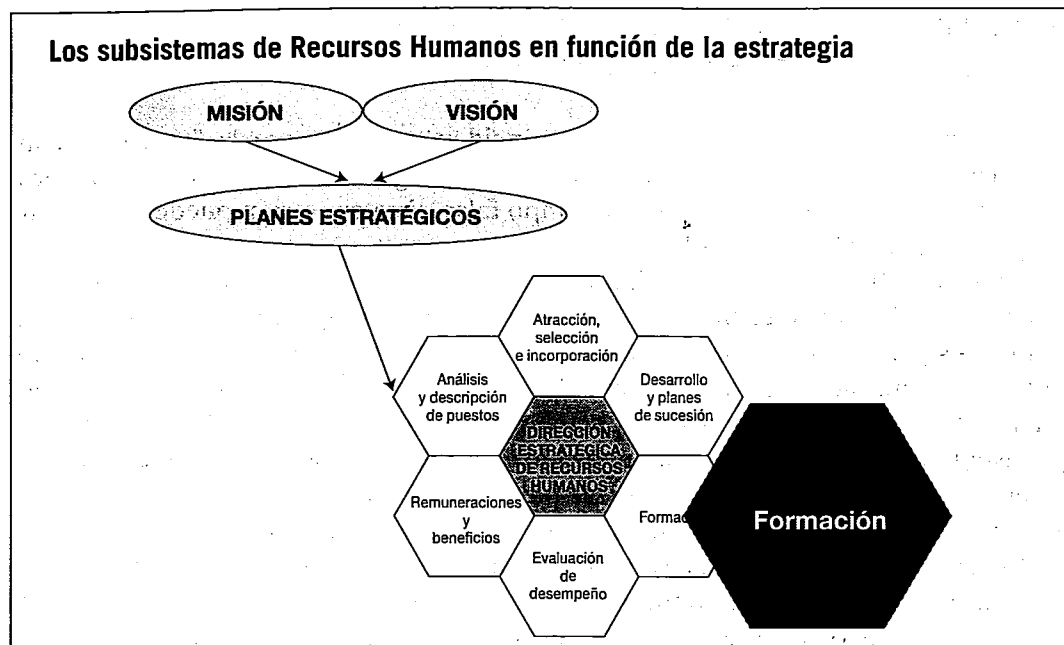 Los subsistemas de Recursos Humanos en función de la estrategia
MISIÓN
VISIÓN
PLANES ESTRATÉGICOS
Atracción,
selección
e incorporación
Análisis
y descripción
de puestos
Desarrollo
y planes
de sucesión
DIRECCIÓN
ESTRATÉGICA
DE RECURSOS
HUMANOS
Remuneraciones
y
beneficios
Formac
Formación
Evaluación
de
desempeño